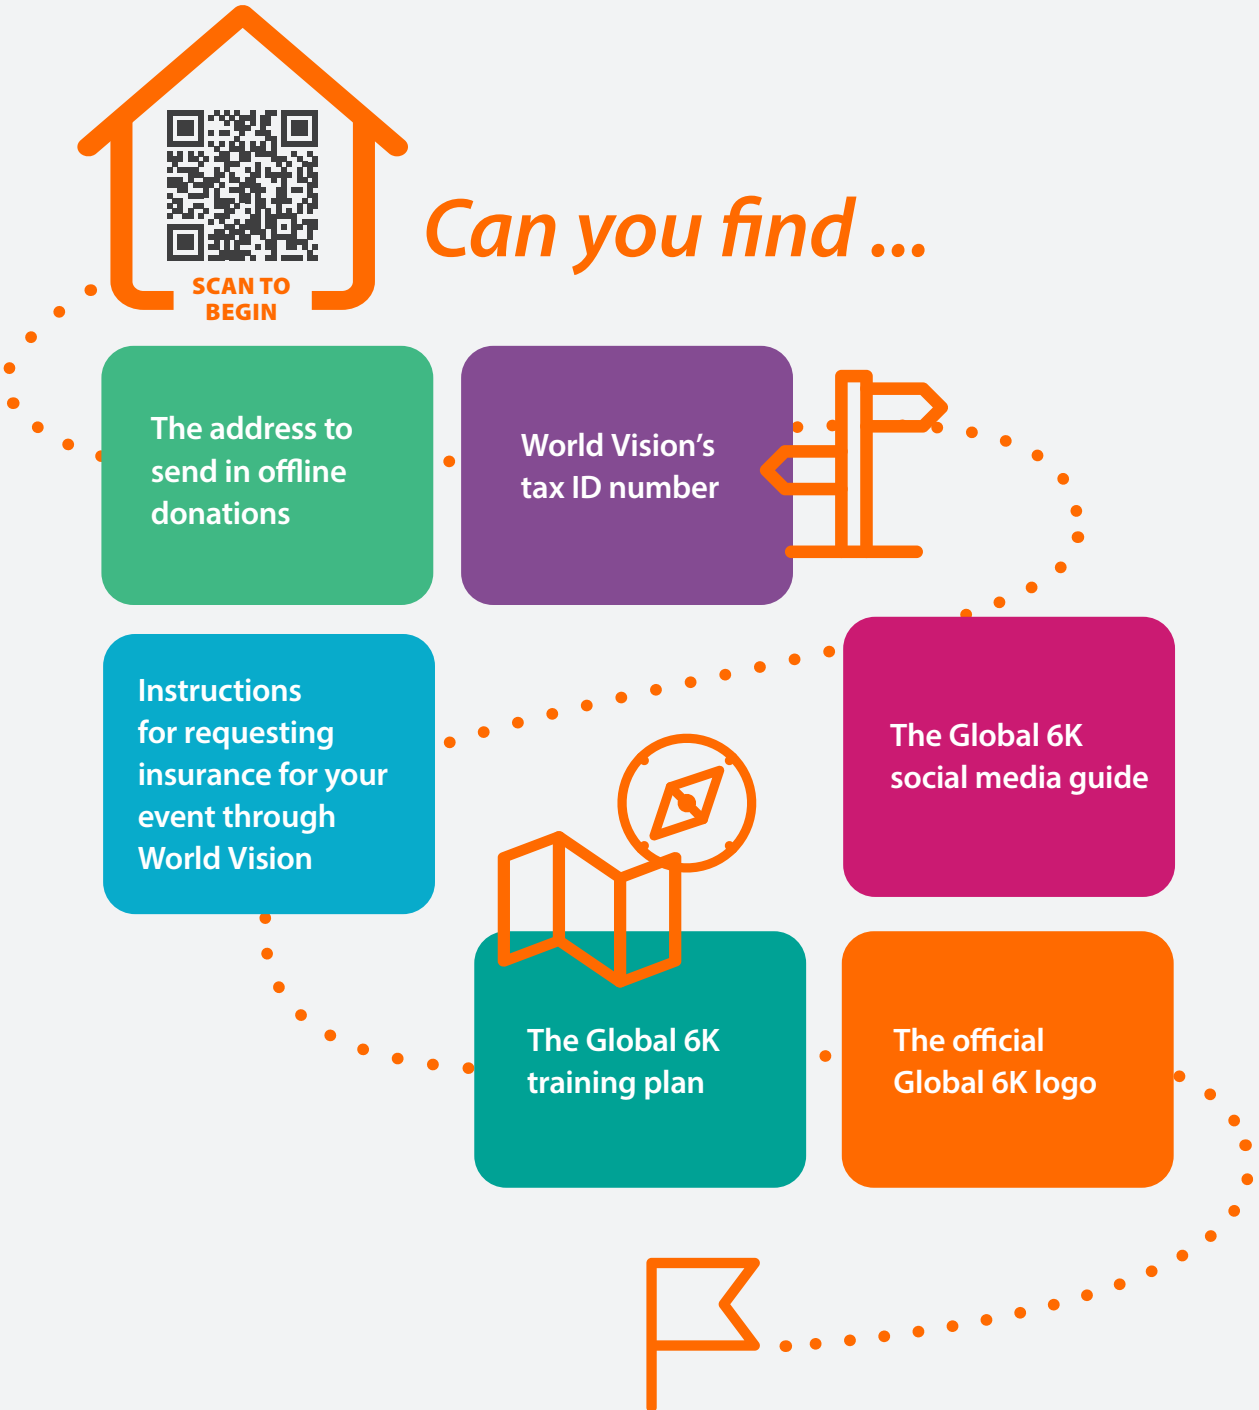 SCAN TO
BEGIN
Can you find ...
The address to
send in offline
donations
World Vision’s
tax ID number
The Global 6K
social media guide
Instructions
for requesting
insurance for your
event through
World Vision
The Global 6K
training plan
The official
Global 6K logo